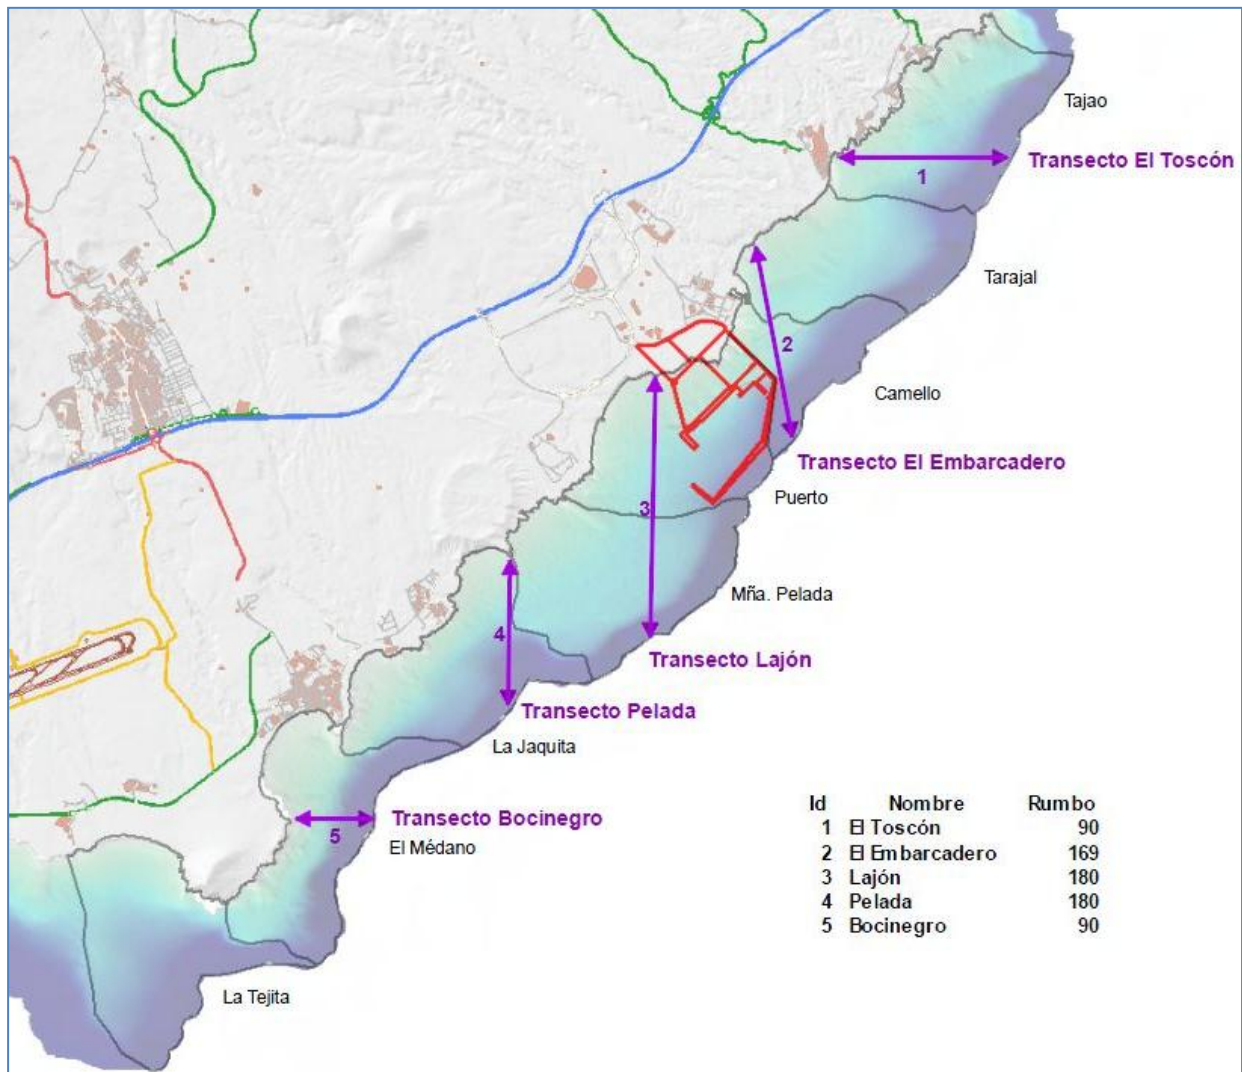 Tajao
Transecto El Toscón
1
Tarajal
2
Camello
Transecto El Embarcadero
Puerto
3
Mña. Pelada
4
Transecto Lajón
Transecto Pelada
La Jaquita
Id Nombre Rumbo
1 El Toscón 90
2 El Embarcadero 169
3 Lajón 180
4 Pelada 180
5 Bocinegro 90
Transecto Bocinegro
5
El Médano
La Tejita